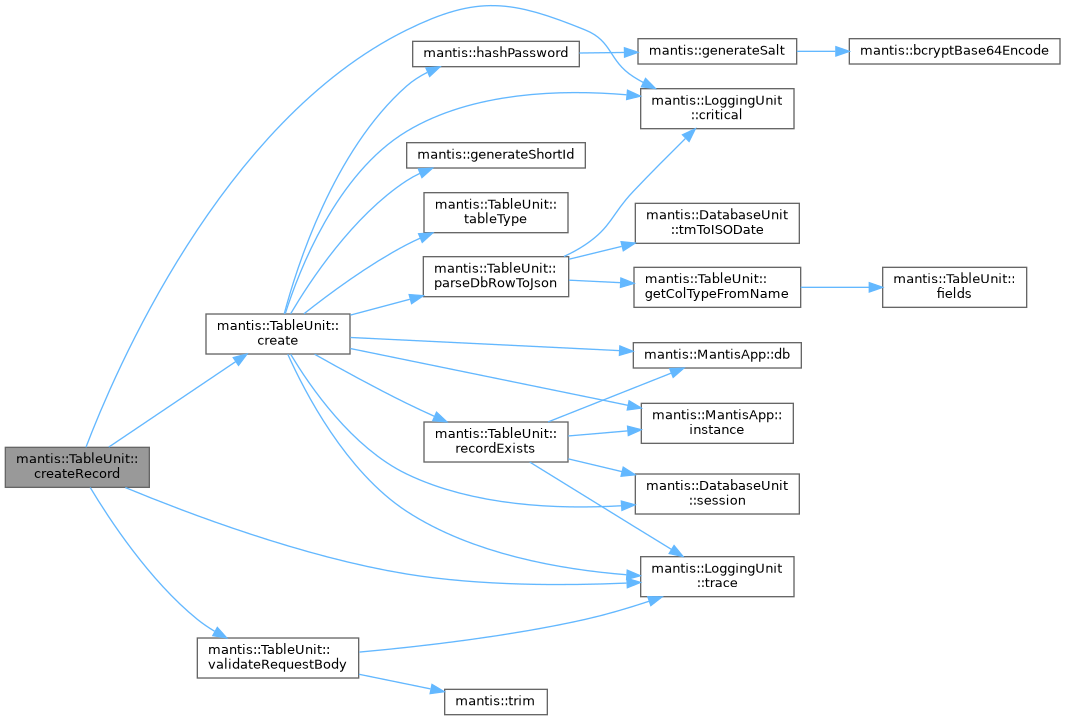 mantis::hashPassword
mantis::generateSalt
mantis::bcryptBase64Encode
mantis::LoggingUnit
::critical
mantis::generateShortId
mantis::TableUnit::
tableType
mantis::DatabaseUnit
::tmToISODate
mantis::TableUnit::
parseDbRowToJson
mantis::TableUnit::
getColTypeFromName
mantis::TableUnit::
fields
mantis::TableUnit::
create
mantis::MantisApp::db
mantis::MantisApp::
instance
mantis::TableUnit::
recordExists
mantis::TableUnit::
createRecord
mantis::DatabaseUnit
::session
mantis::LoggingUnit
::trace
mantis::TableUnit::
validateRequestBody
mantis::trim